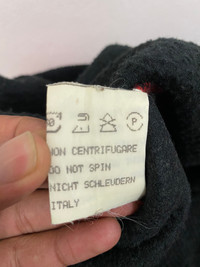 P
NON CENTRIFUGARE
DO NOT SPIN
NICHT SCHLEUDERN
ITALY